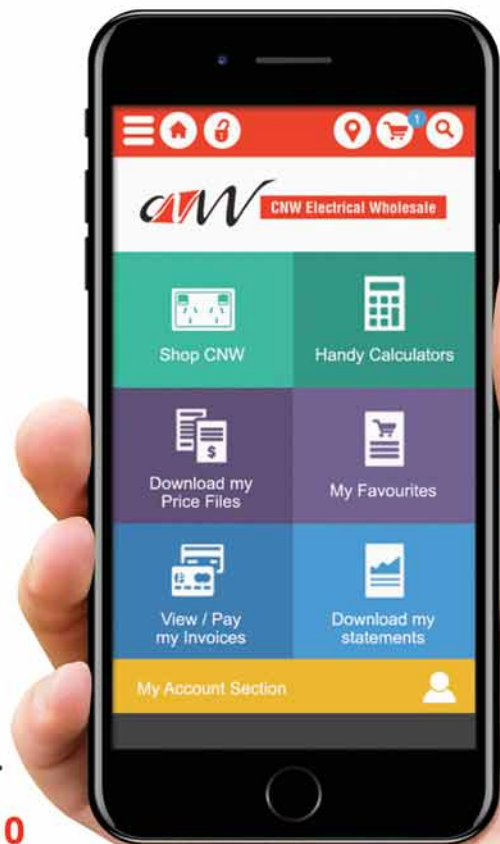 1
CNW
CNW Electrical Wholesale
Shop CNW
Handy Calculators
Download my
Price Files
My Favourites
$
View / Pay
my Invoices
Download my
statements
My Account Section
.
0